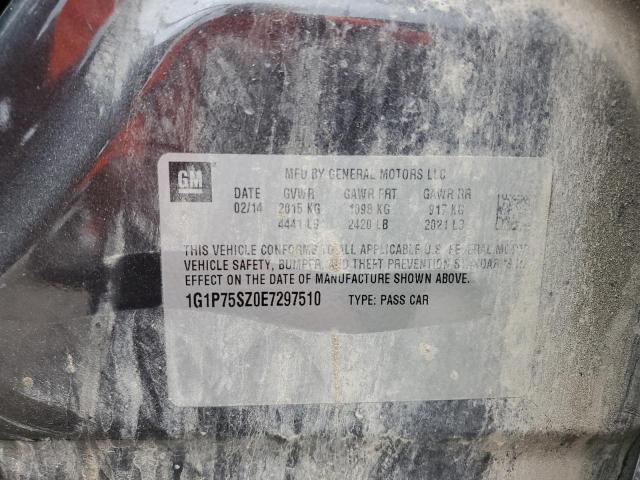 GM
MFD BY GENERAL MOTORS LLC
DATE GVWR GAWR FRT GAWR RR
02/14 2015 KG 1098 KG 917 KG
4441 LB 2420 LB 2021 LB
THIS VEHICLE CONFORMS TO ALL APPLICABLE U.S. FEDERAL MOTOR
VEHICLE SAFETY, BUMPER, AND THEFT PREVENTION STANDARDS IN
EFFECT ON THE DATE OF MANUFACTURE SHOWN ABOVE.
1G1P75SZ0E7297510 TYPE: PASS CAR